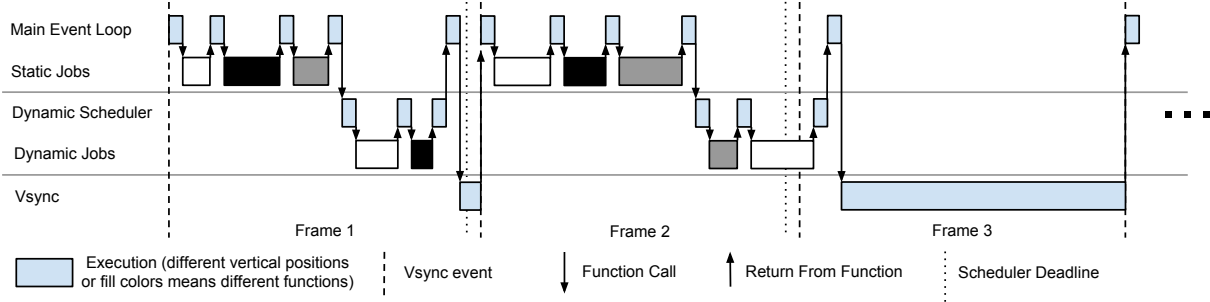 Main Event Loop
Static Jobs
Dynamic Scheduler
Dynamic Jobs
Vsync
Frame 1
Frame 2
Frame 3
Execution (different vertical positions
or fill colors means different functions)
Vsync event
Function Call
Return From Function
Scheduler Deadline